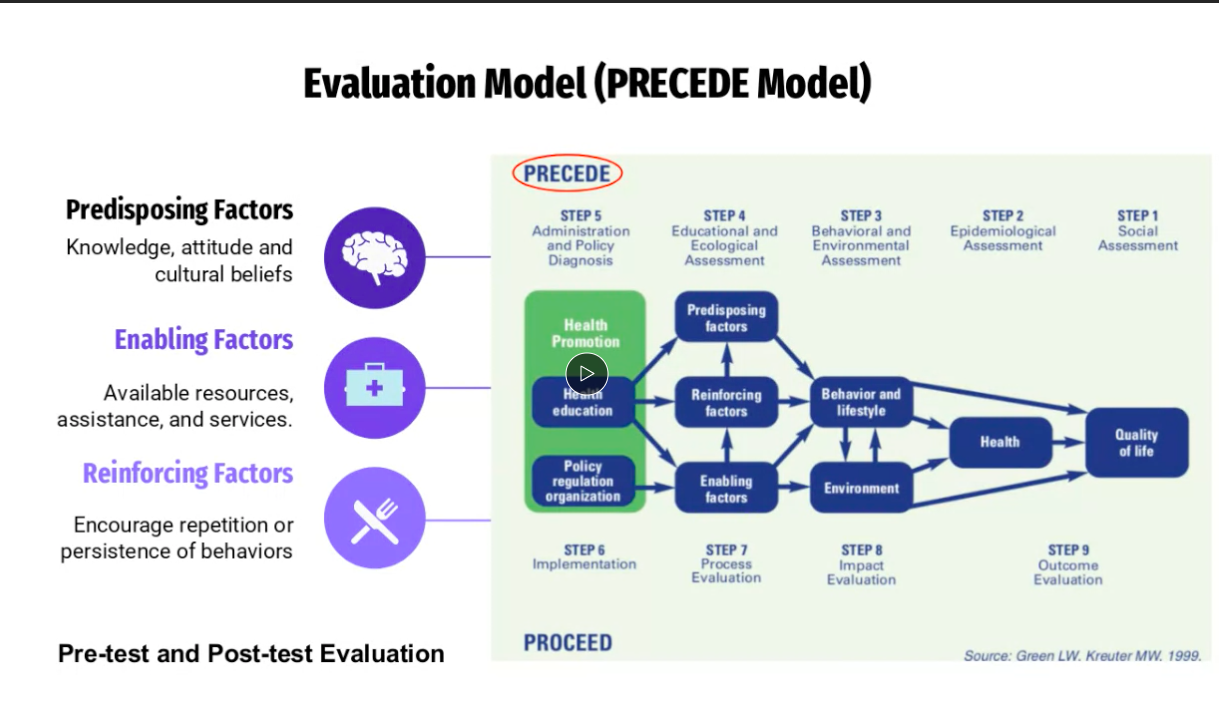 Evaluation Model (PRECEDE Model)
Predisposing Factors
Knowledge, attitude and
cultural beliefs
Enabling Factors
Available resources,
assistance, and services.
Reinforcing Factors
Encourage repetition or
persistence of behaviors
Pre-test and Post-test Evaluation
PRECEDE
STEP 5
Administration
and Policy
Diagnosis
STEP 4
Educational and
Ecological
Assessment
STEP 3
Behavioral and
Environmental
Assessment
STEP 2
Epidemiological
Assessment
STEP 1
Social
Assessment
Health
Promotion
Health
education
Policy
regulation
organization
Predisposing
factors
Reinforcing
factors
Enabling
factors
Behavior and
lifestyle
Environment
Health
Quality
of life
STEP 6
Implementation
STEP 7
Process
Evaluation
STEP 8
Impact
Evaluation
STEP 9
Outcome
Evaluation
PROCEED
Source: Green LW. Kreuter MW. 1999.